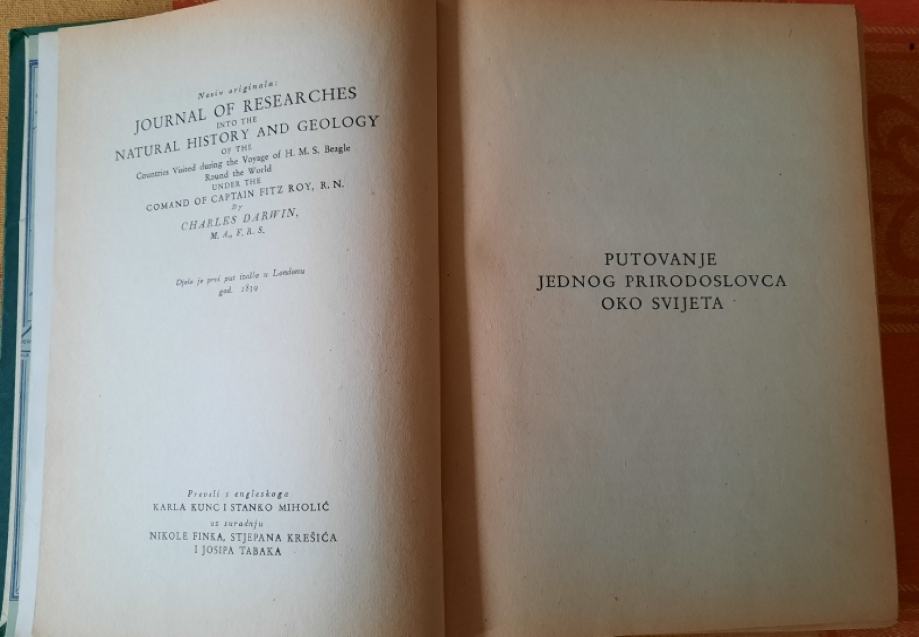 Naziv originala:
JOURNAL OF RESEARCHES
INTO THE
NATURAL HISTORY AND GEOLOGY
OF THE
Countries Visited during the Voyage of H. M. S. Beagle
Round the World
UNDER THE
COMAND OF CAPTAIN FITZ ROY, R. N.
By
CHARLES DARWIN,
M. A., F. R. S.
Djelo je prvi put izašlo u Londonu
god. 1839
Preveli s engleskoga
KARLA KUNC I STANKO MIHOLIĆ
uz suradnju
NIKOLE FINKA, STJEPANA KREŠIĆA
I JOSIPA TABAKA
PUTOVANJE
JEDNOG PRIRODOSLOVCA
OKO SVIJETA